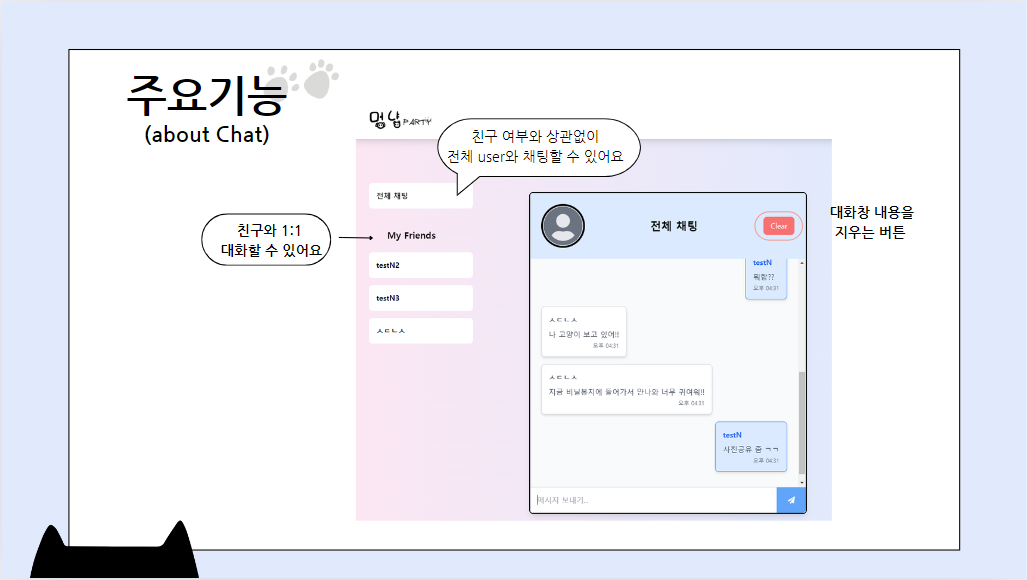 주요기능
(about Chat)
멍냥PARTY
친구 여부와 상관없이
전체 user와 채팅할 수 있어요
전체 채팅
친구와 1:1
대화할 수 있어요
My Friends
testN2
testN3
ㅅㄷㄴㅅ
전체 채팅
Clear
대화창 내용을
지우는 버튼
testN
뭐함??
오후 04:31
ㅅㄷㄴㅅ
나 고양이 보고 있어!!
오후 04:31
ㅅㄷㄴㅅ
지금 비닐봉지에 들어가서 안나와 너무 귀여워!!
오후 04:31
testN
사진공유 좀 ㄱㄱ
오후 04:31
메시지 보내기..